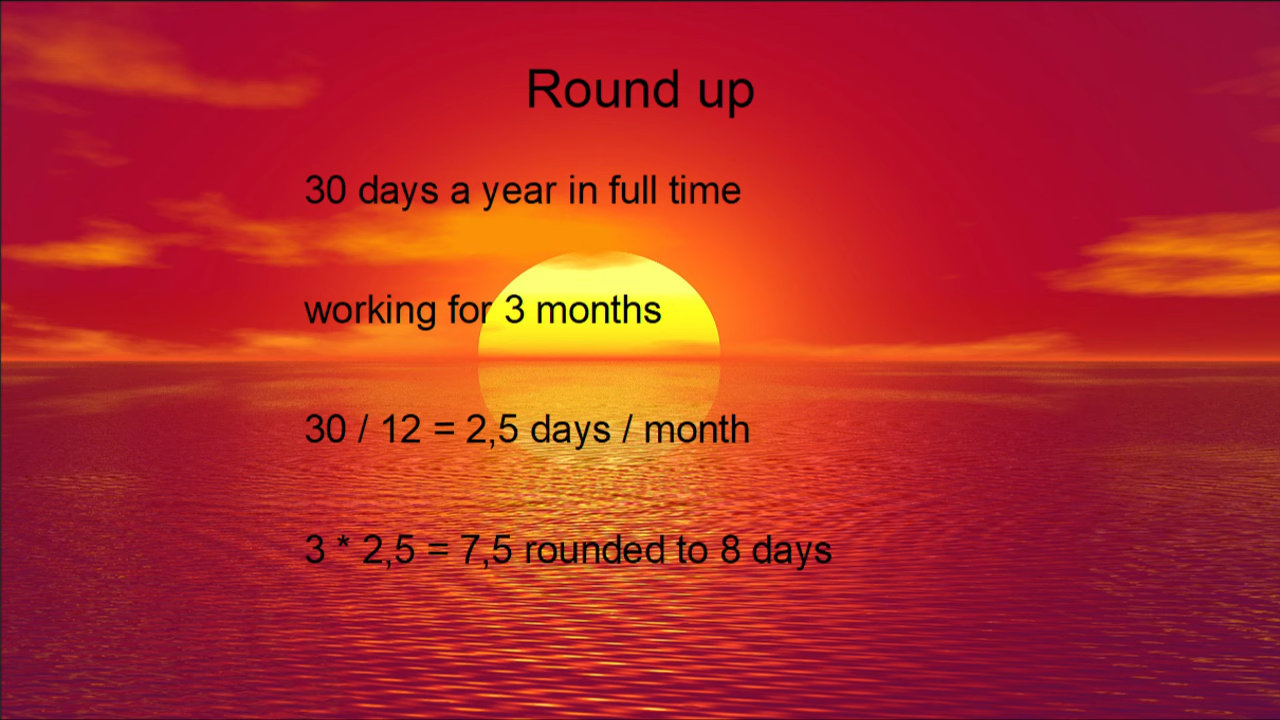 Round up
30 days a year in full time
working for 3 months
30 / 12 = 2,5 days / month
3 * 2,5 = 7,5 rounded to 8 days